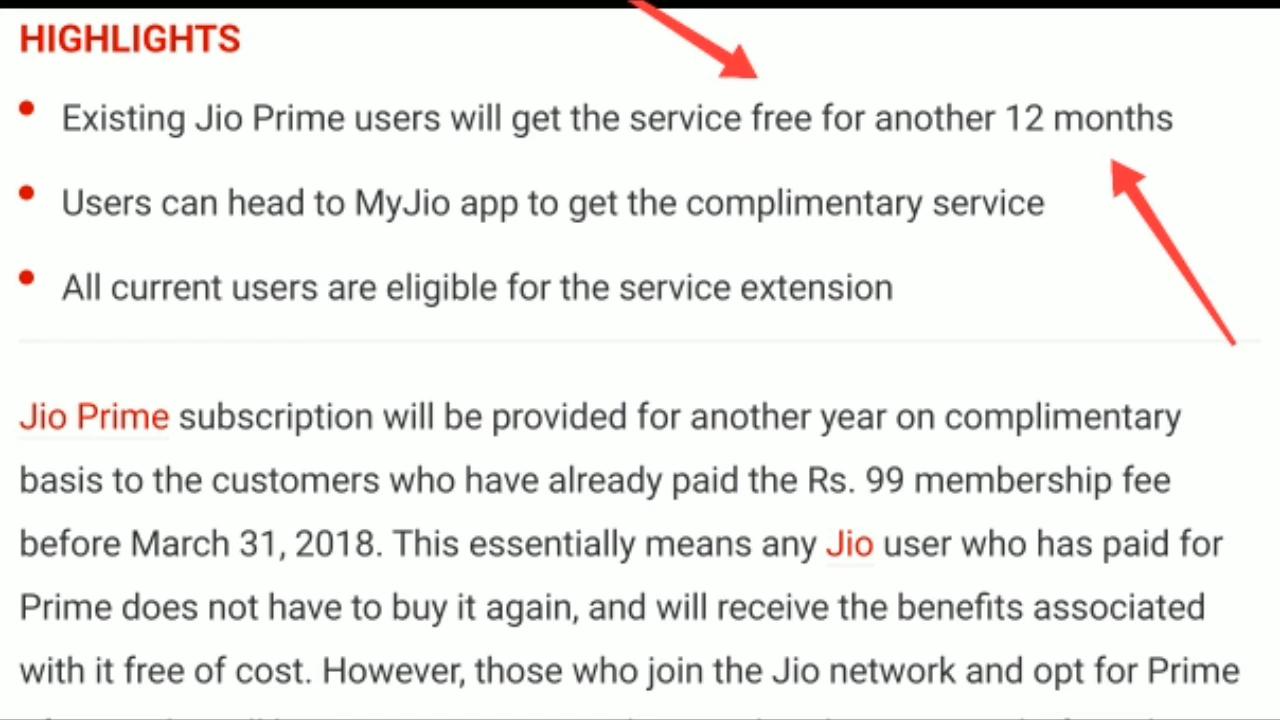 HIGHLIGHTS
Existing Jio Prime users will get the service free for another 12 months
Users can head to MyJio app to get the complimentary service
All current users are eligible for the service extension
Jio Prime subscription will be provided for another year on complimentary
basis to the customers who have already paid the Rs. 99 membership fee
before March 31, 2018. This essentially means any Jio user who has paid for
Prime does not have to buy it again, and will receive the benefits associated
with it free of cost. However, those who join the Jio network and opt for Prime